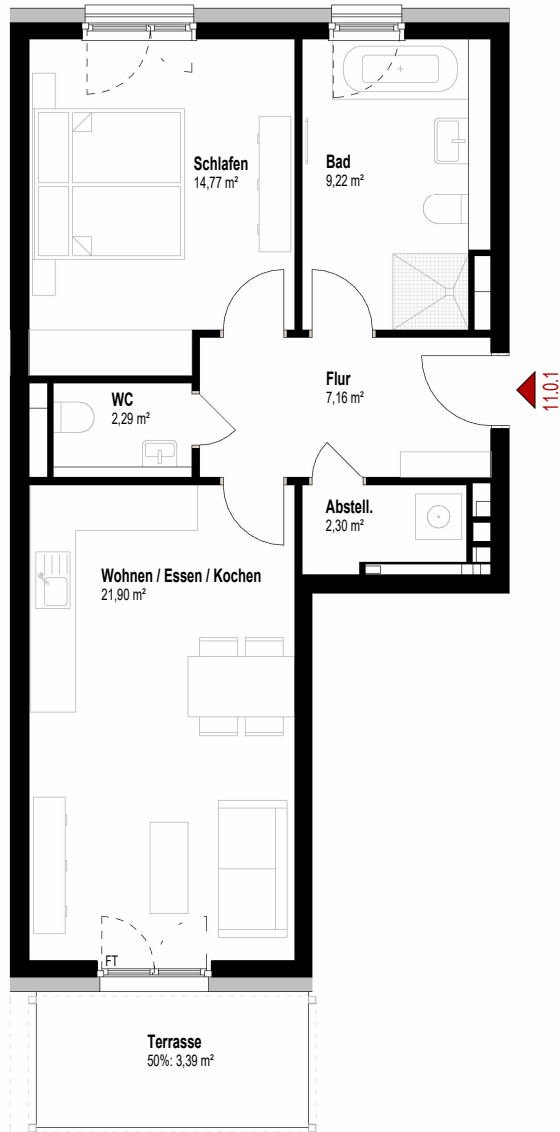 Schlafen
14,77 m²
Bad
9,22 m²
WC
2,29 m²
Flur
7,16 m²
11.0.1
Abstell.
2,30 m²
Wohnen / Essen / Kochen
21,90 m²
FT
Terrasse
50%: 3,39 m²